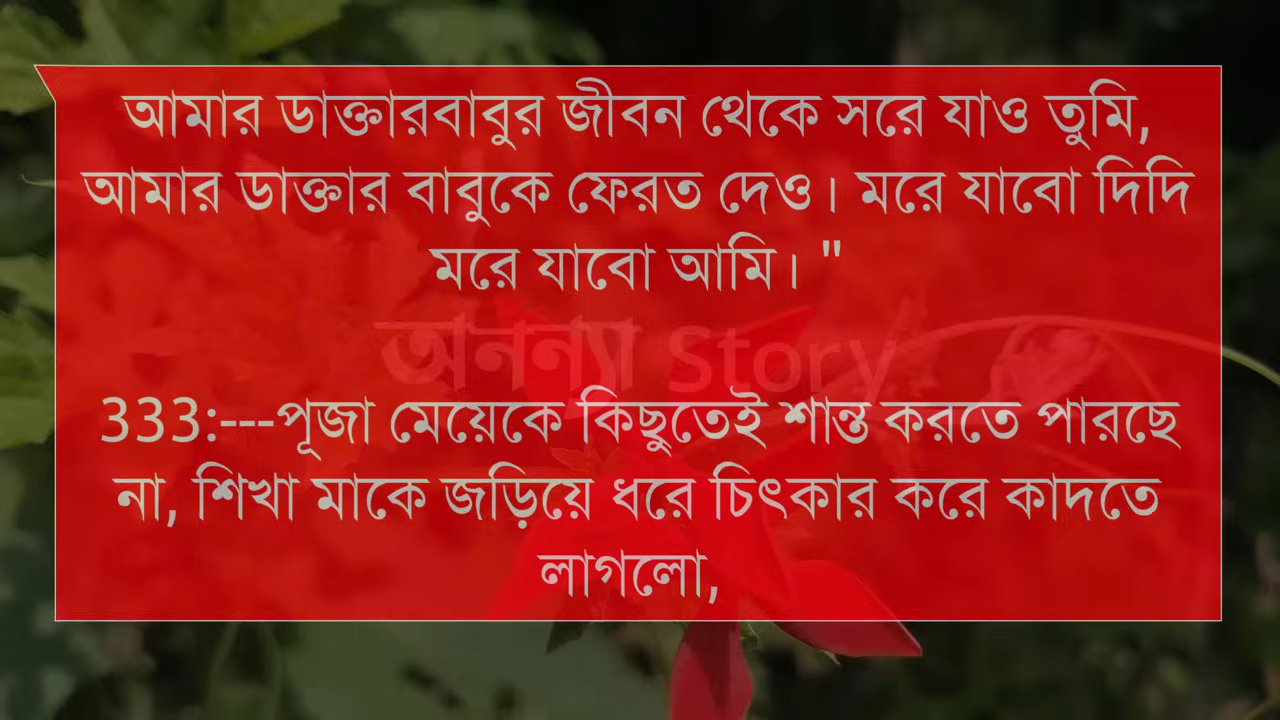 আমার ডাক্তারবাবুর জীবন থেকে সরে যাও তুমি,
আমার ডাক্তার বাবুকে ফেরত দেও। মরে যাবো দিদি
মরে যাবো আমি। "
অনন্যা Story
333:---পূজা মেয়েকে কিছুতেই শান্ত করতে পারছে
না, শিখা মাকে জড়িয়ে ধরে চিৎকার করে কাদতে
লাগলো,